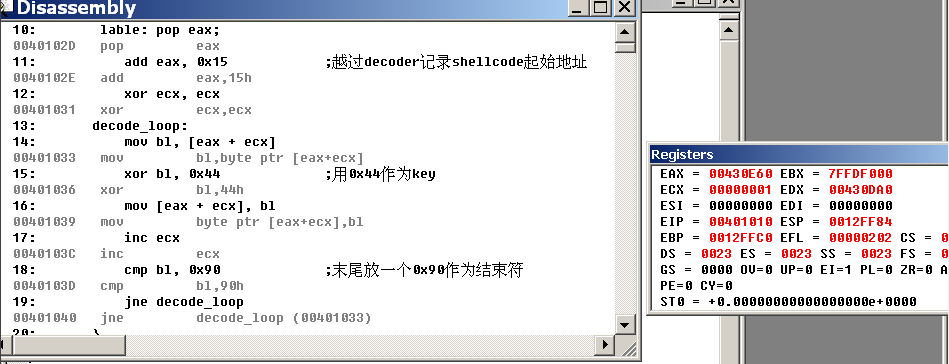 Disassembly
10: lable: pop eax;
0040102D pop eax
11: add eax, 0x15 ;越过decoder记录shellcode起始地址
0040102E add eax,15h
12: xor ecx, ecx
00401031 xor ecx,ecx
13: decode_loop:
14: mov bl, [eax + ecx]
00401033 mov bl,byte ptr [eax+ecx]
15: xor bl, 0x44 ;用0x44作为key
00401036 xor bl,44h
16: mov [eax + ecx], bl
00401039 mov byte ptr [eax+ecx],bl
17: inc ecx
0040103C inc ecx
18: cmp bl, 0x90 ;末尾放一个0x90作为结束符
0040103D cmp bl,90h
19: jne decode_loop
00401040 jne decode_loop (00401033)
20: \
Registers
EAX = 00430E60 EBX = 7FFDF000
ECX = 00000001 EDX = 00430DA0
ESI = 00000000 EDI = 00000000
EIP = 00401010 ESP = 0012FF84
EBP = 0012FFC0 EFL = 00000202 CS = 0
DS = 0023 ES = 0023 SS = 0023 FS = 0
GS = 0000 OV=0 UP=0 EI=1 PL=0 ZR=0 A
PE=0 CY=0
ST0 = +0.00000000000000000e+0000